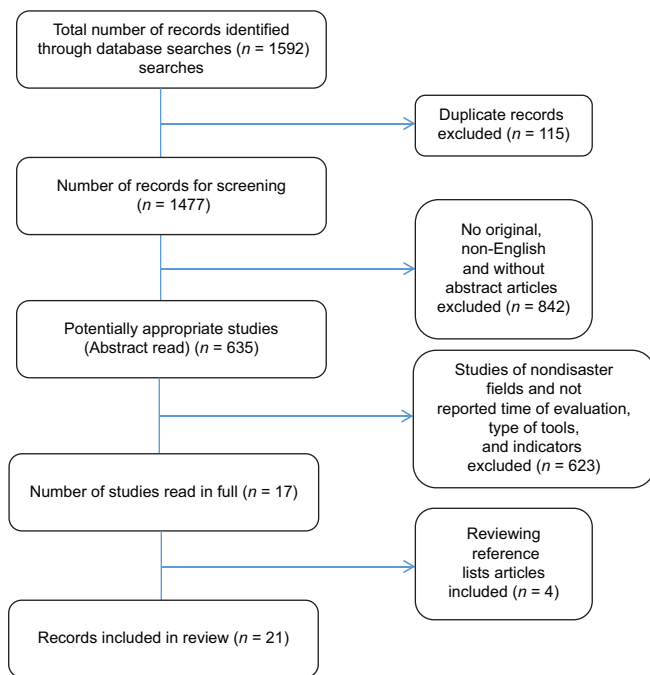 Total number of records identified
through database searches (n = 1592)
searches
Duplicate records
excluded (n = 115)
Number of records for screening
(n = 1477)
No original,
non-English
and without
abstract articles
excluded (n = 842)
Potentially appropriate studies
(Abstract read) (n = 635)
Studies of nondisaster
fields and not
reported time of evaluation,
type of tools,
and indicators
excluded (n = 623)
Number of studies read in full (n = 17)
Reviewing
reference
lists articles
included (n = 4)
Records included in review (n = 21)